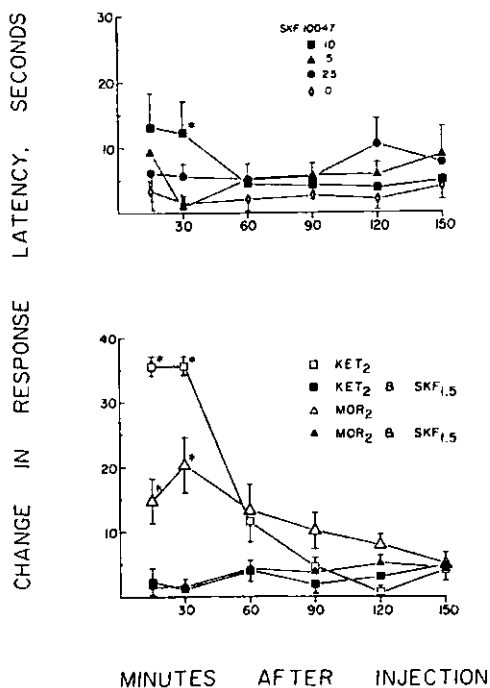 CHANGE IN RESPONSE LATENCY, SECONDS
SKF 10047
■ 10
▲ 5
● 2.5
◊ 0
30
20
10
*
30 60 90 120 150
□ KET₂
■ KET₂ & SKF₁.₅
△ MOR₂
▲ MOR₂ & SKF₁.₅
40
30
20
10
0
* *
* *
30 60 90 120 150
MINUTES AFTER INJECTION